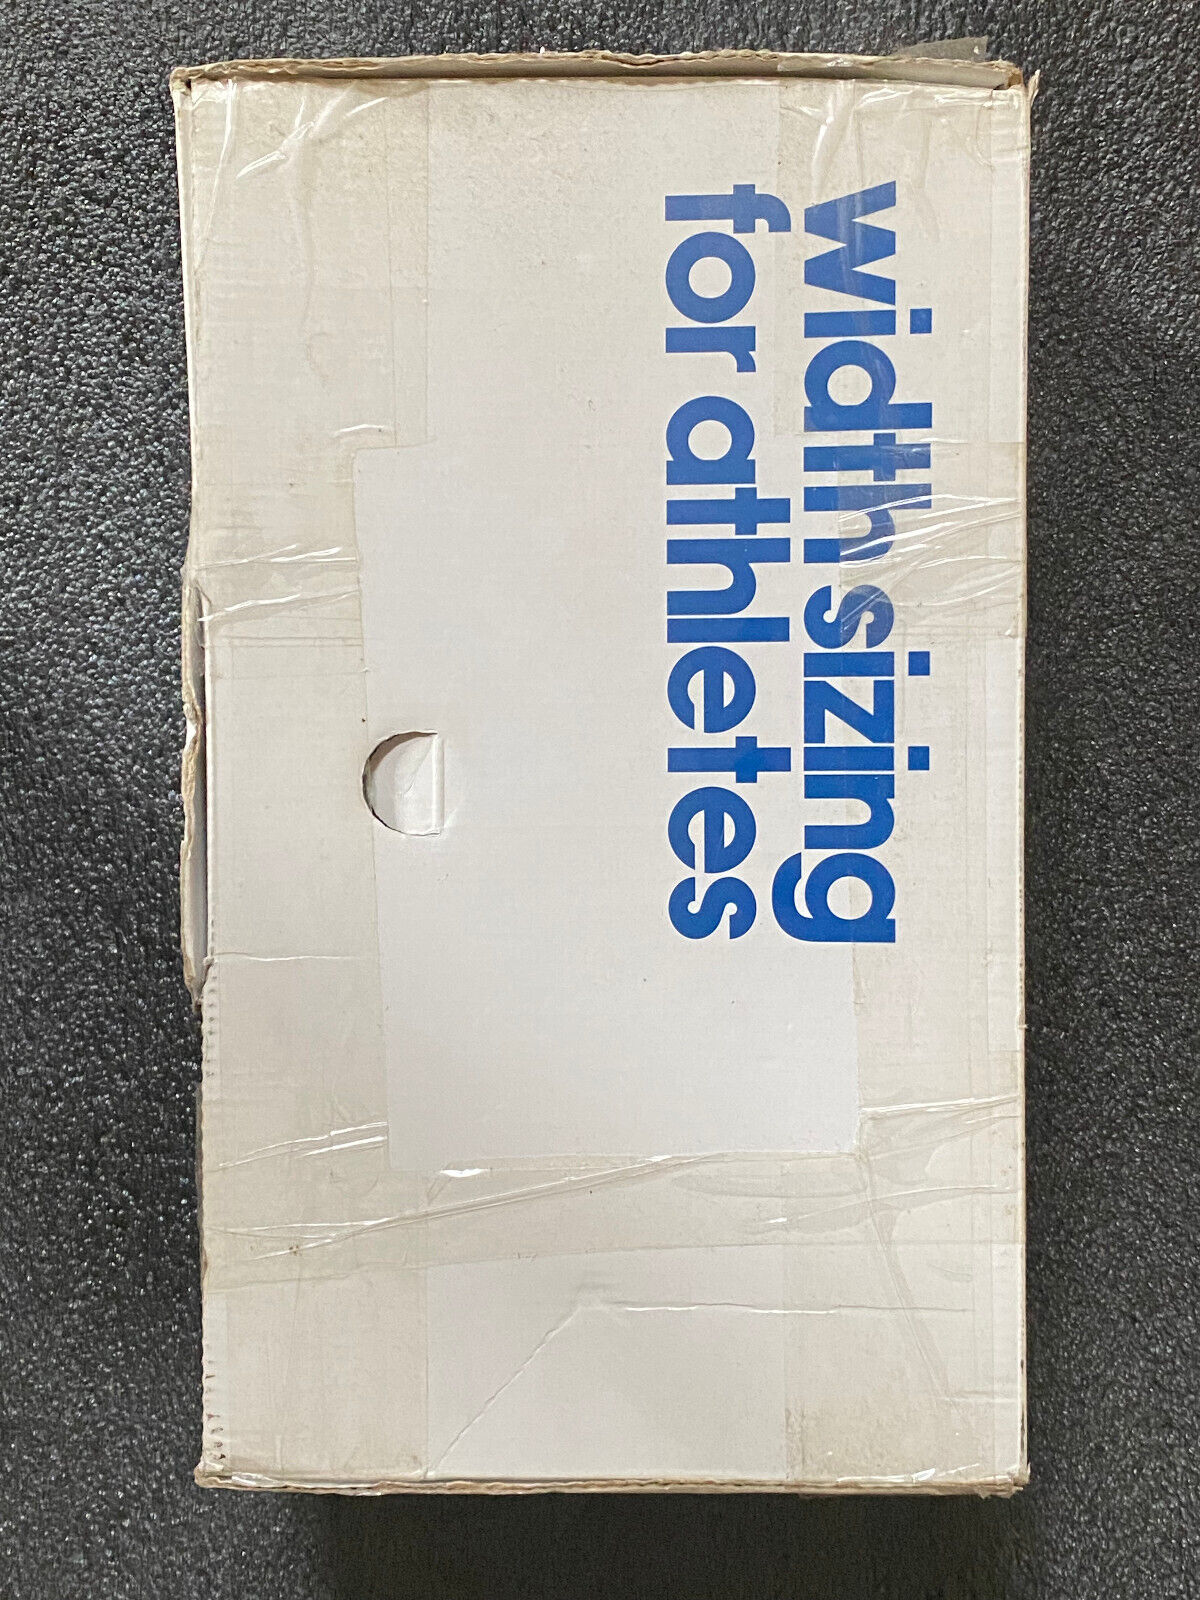 width sizing
for athletes